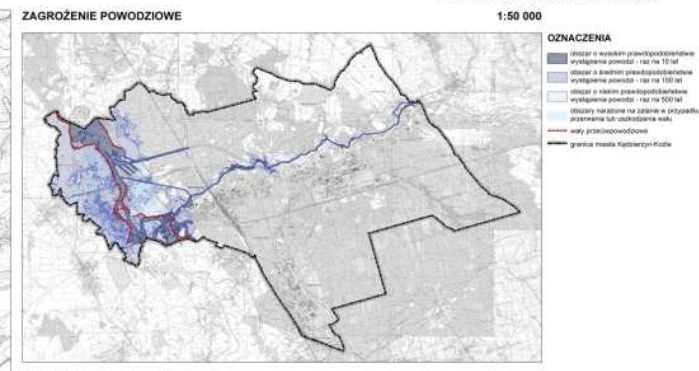 ZAGROŻENIE POWODZIOWE
1:50 000
OZNACZENIA
obszar o wysokim prawdopodobieństwie
wystąpienia powodzi - raz na 10 lat
obszar o średnim prawdopodobieństwie
wystąpienia powodzi - raz na 100 lat
obszar o niskim prawdopodobieństwie
wystąpienia powodzi - raz na 500 lat
obszary narażone na zalanie w przypadku
przerwania lub uszkodzenia wału
wały przeciwpowodziowe
granica miasta Kędzierzyn-Koźle